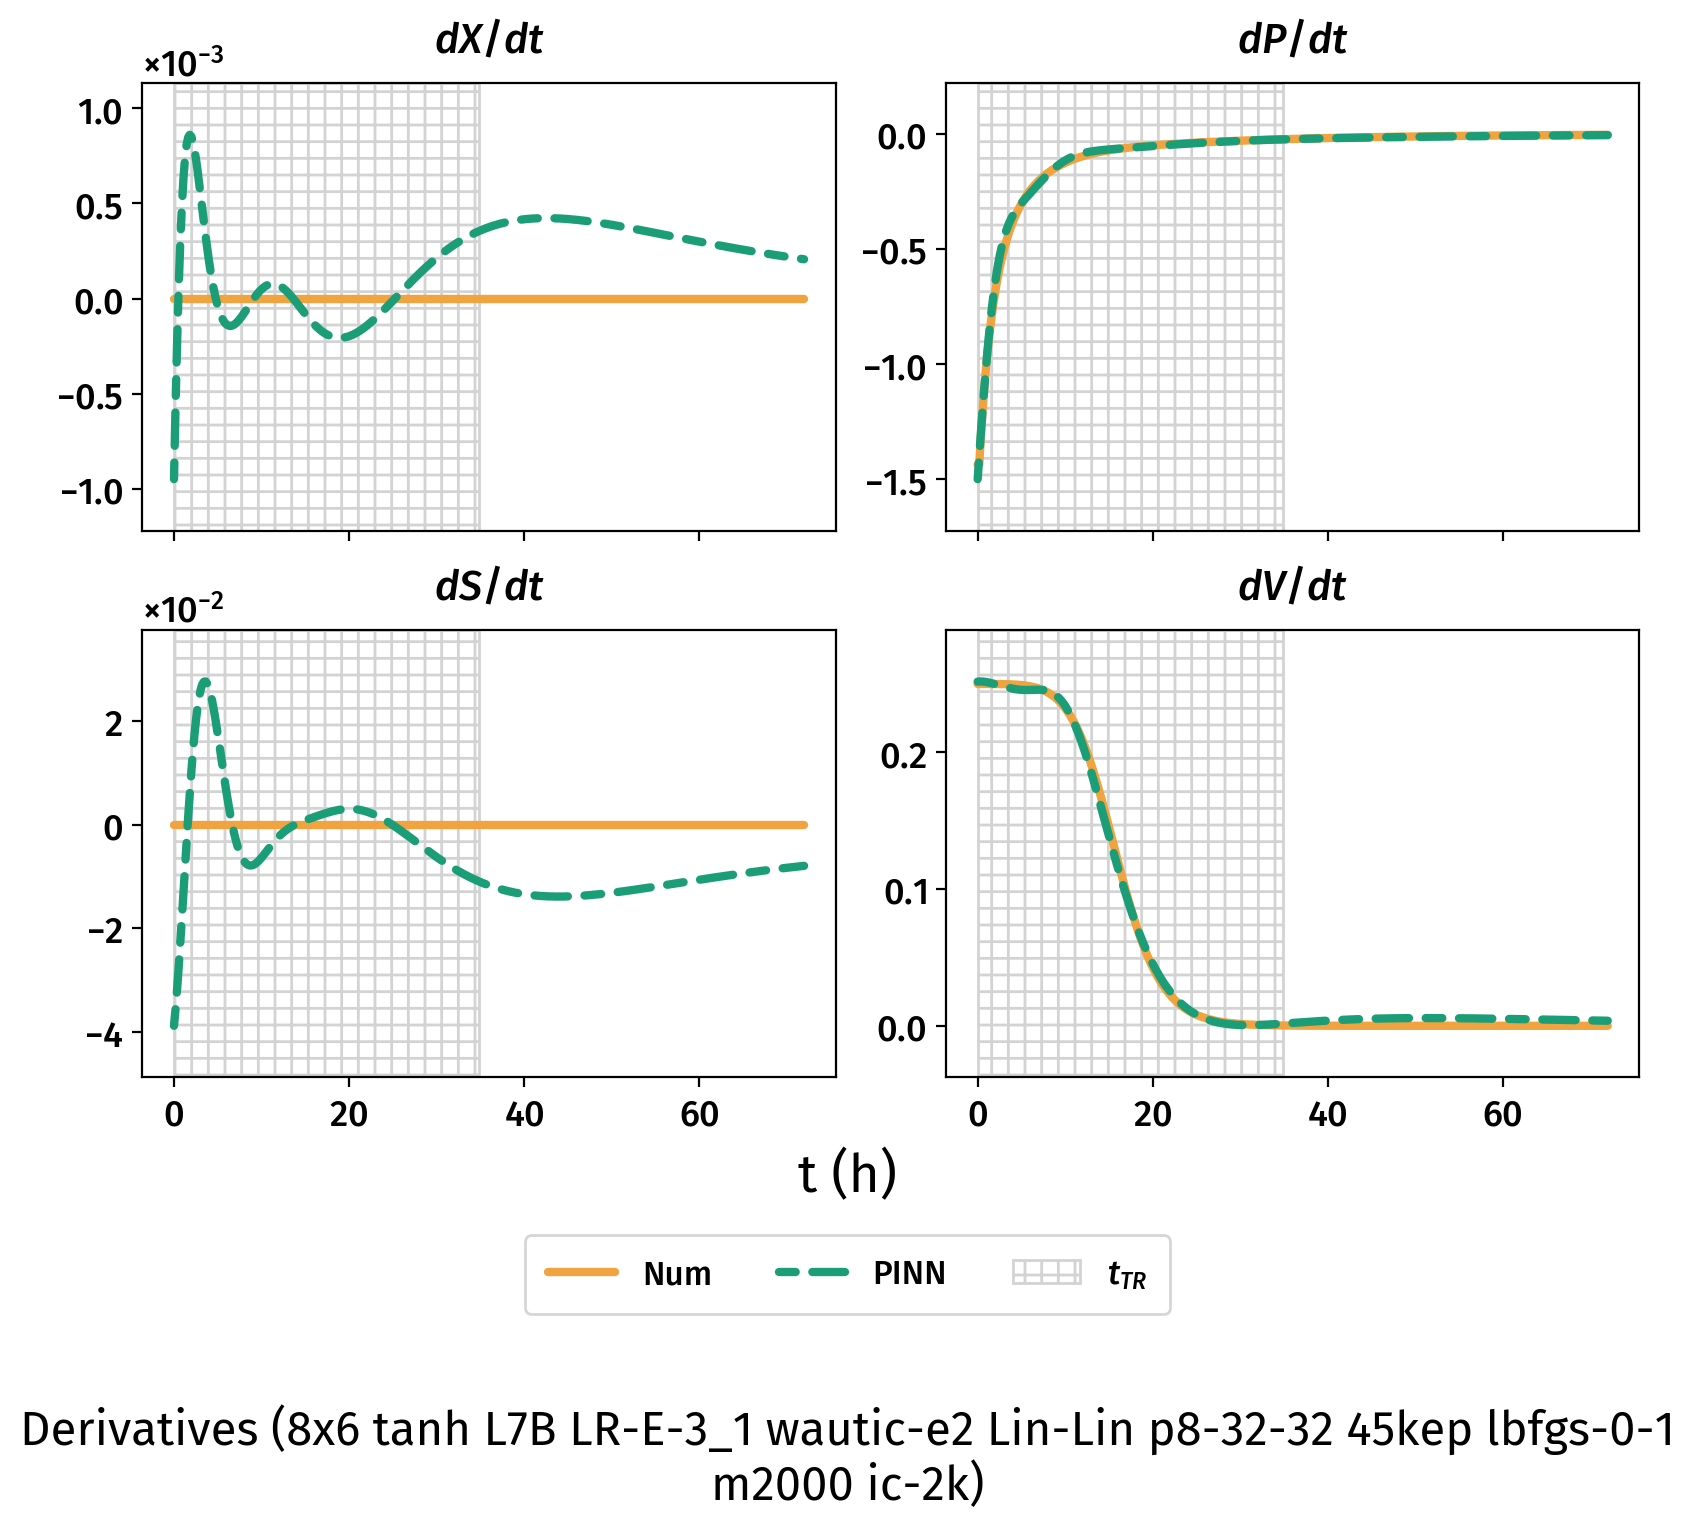 dX/dt
×10⁻³
1.0
0.5
0.0
−0.5
−1.0
dP/dt
0.0
−0.5
−1.0
−1.5
dS/dt
×10⁻²
2
0
−2
−4
0 20 40 60
dV/dt
0.2
0.1
0.0
0 20 40 60
t (h)
Num PINN t_TR
Derivatives (8x6 tanh L7B LR-E-3_1 wautic-e2 Lin-Lin p8-32-32 45kep lbfgs-0-1
m2000 ic-2k)